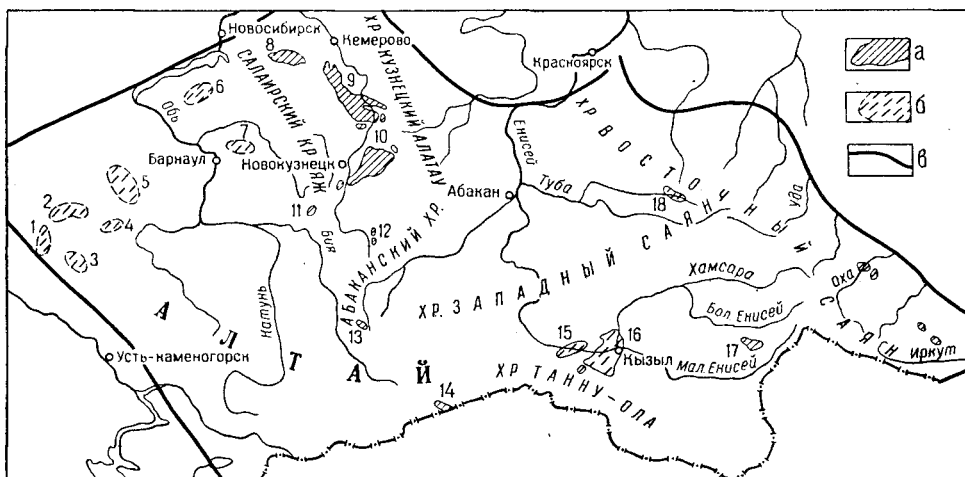 Новосибирск
Кемерово
Красноярск
ХР. КУЗНЕЦКИЙ АЛАТАУ
САЛАИРСКИЙ КРЯЖ
ХР. ВОСТОЧНЫЙ САЯН
а
б
в
8
9
6
Обь
7
10
Барнаул
Новокузнецк
Енисей
Абакан
Туба
18
Уда
5
2
1
4
3
11
12
Бия
АБАКАНСКИЙ ХР.
ХР. ЗАПАДНЫЙ САЯН
Хамсара
Оха
Бол. Енисей
Катунь
13
АЛТАЙ
15
16
Кызыл
17
Иркут
Мал. Енисей
Усть-каменогорск
14
ХР. ТАННУ-ОЛА